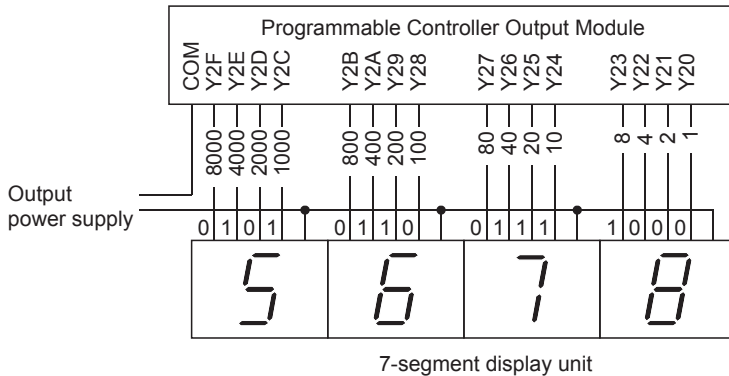 Programmable Controller Output Module
COM Y2F Y2E Y2D Y2C Y2B Y2A Y29 Y28 Y27 Y26 Y25 Y24 Y23 Y22 Y21 Y20
8000 4000 2000 1000 800 400 200 100 80 40 20 10 8 4 2 1
Output
power supply
0 1 0 1 0 1 1 0 0 1 1 1 1 0 0 0
5 6 7 8
7-segment display unit